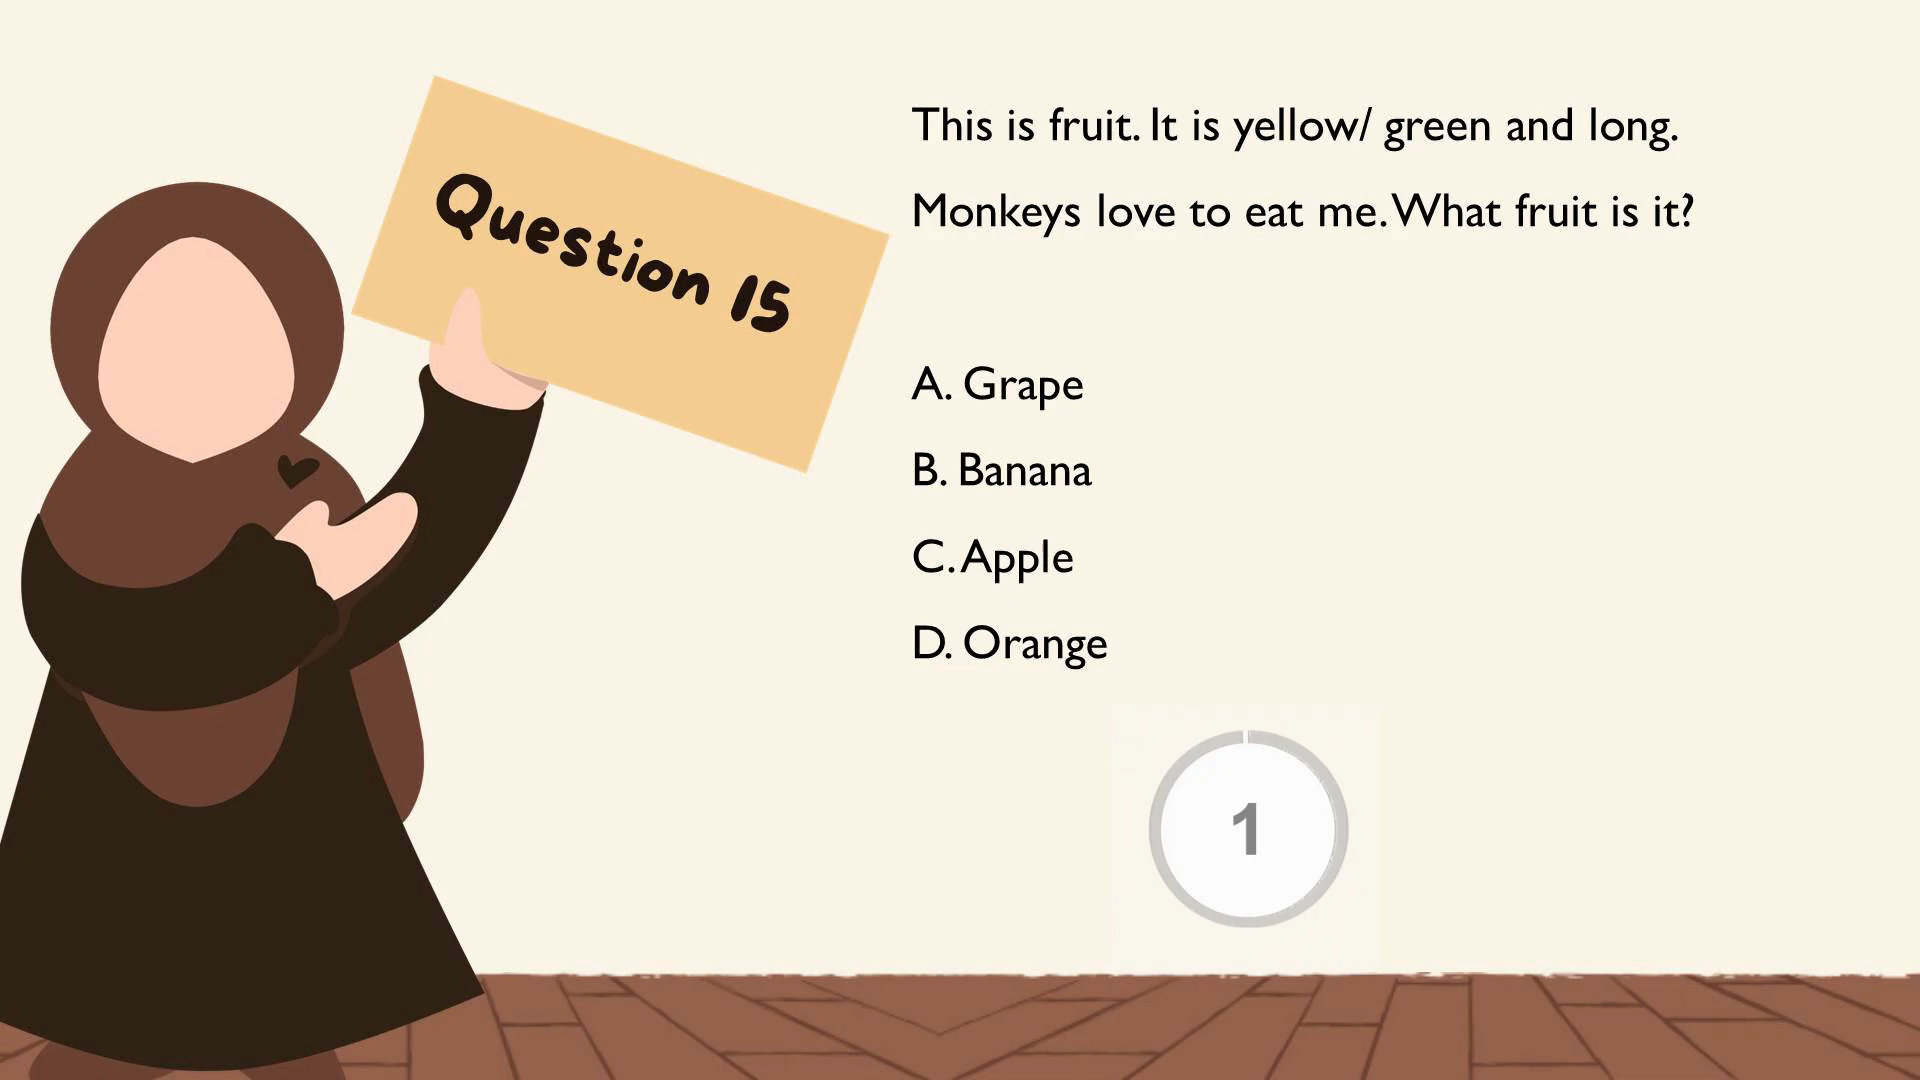 Question 15
This is fruit. It is yellow/ green and long.
Monkeys love to eat me. What fruit is it?
A. Grape
B. Banana
C. Apple
D. Orange
1